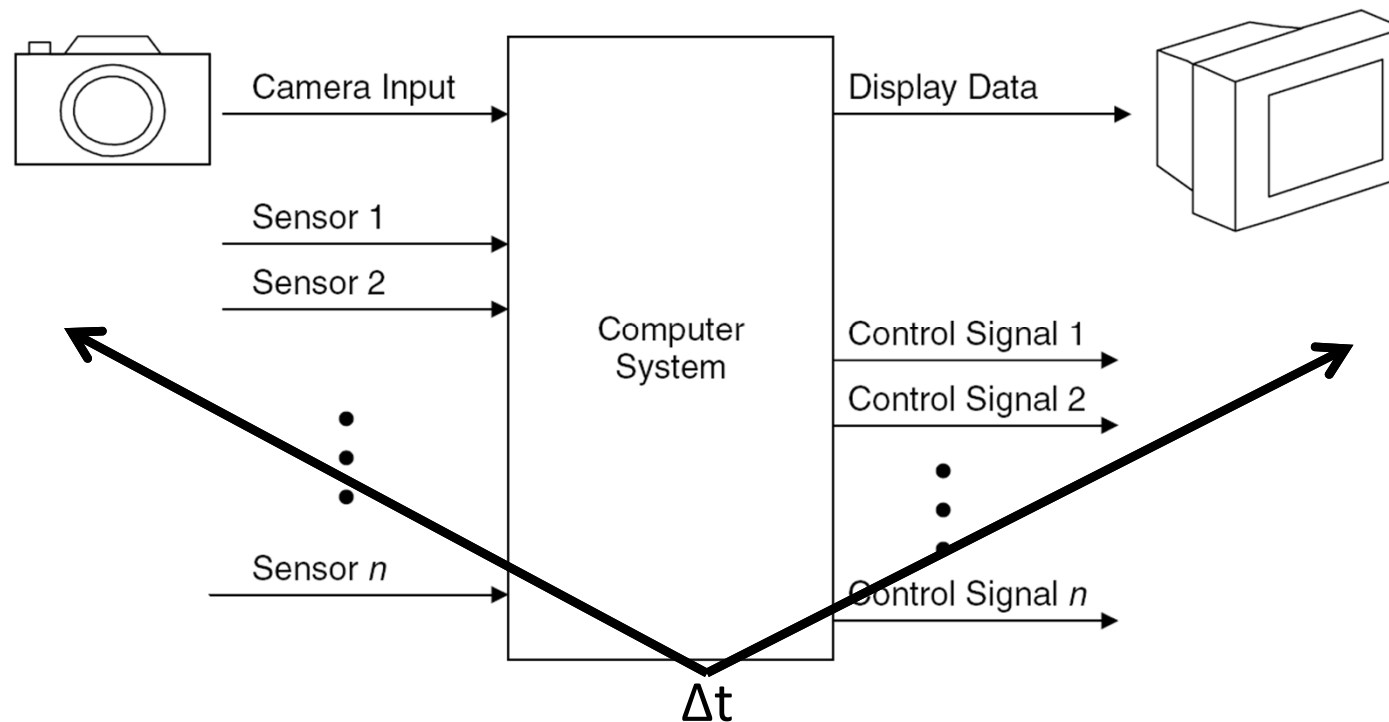 Camera Input
Display Data
Sensor 1
Sensor 2
Computer
System
Control Signal 1
Control Signal 2
Sensor n
Control Signal n
Δt